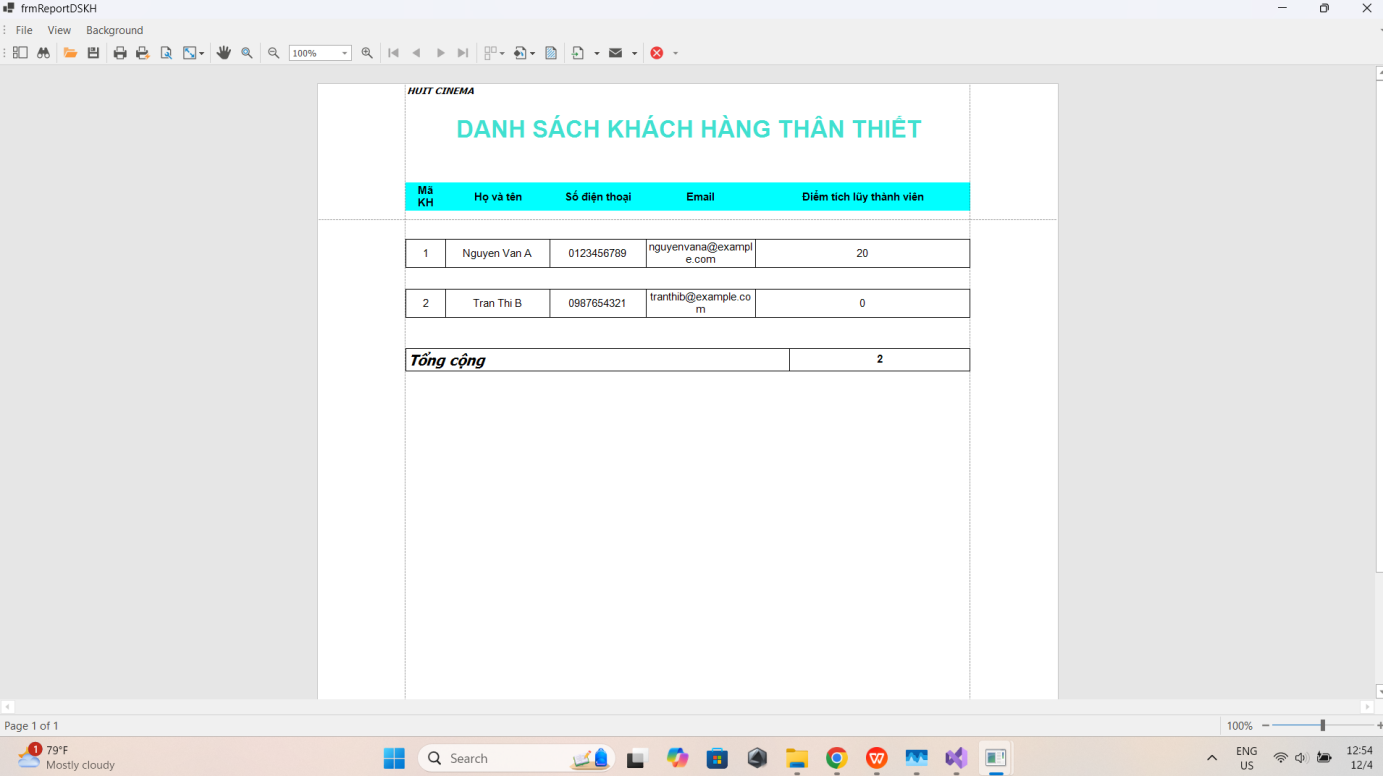 frmReportDSKH
File View Background
100%
HUIT CINEMA
DANH SÁCH KHÁCH HÀNG THÂN THIẾT
Mã
KH
Họ và tên
Số điện thoại
Email
Điểm tích lũy thành viên
1
Nguyen Van A
0123456789
nguyenvana@exampl
e.com
20
2
Tran Thi B
0987654321
tranthib@example.co
m
0
Tổng cộng
2
Page 1 of 1
100%
1
79°F
Mostly cloudy
Search
ENG
US
12:54
12/4